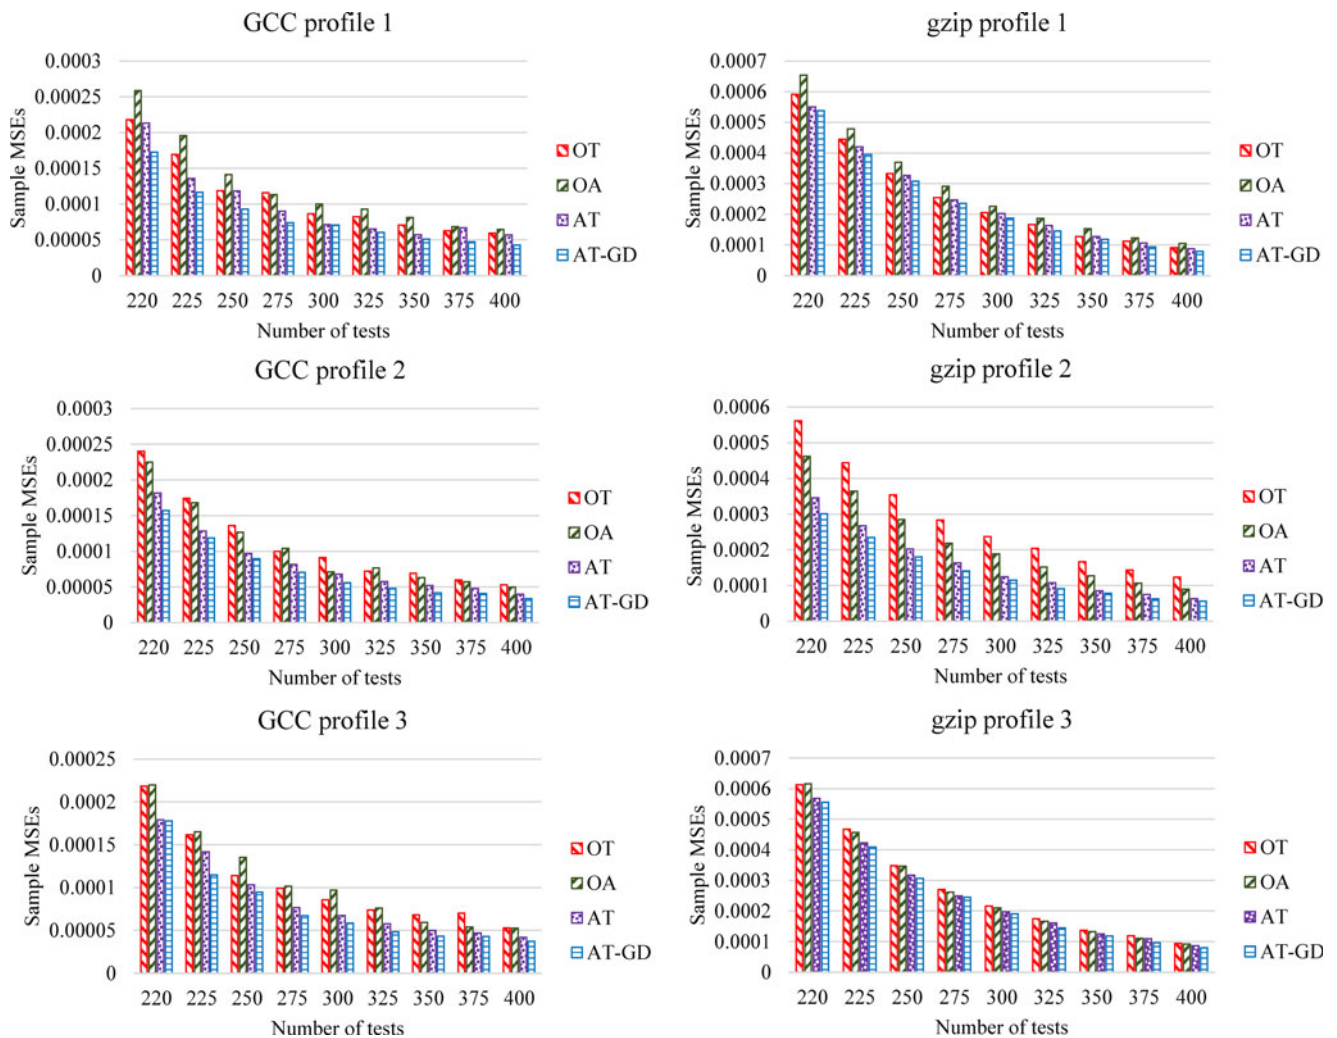 GCC profile 1
0.0003
0.00025
0.0002
0.00015
0.0001
0.00005
0
Sample MSEs
220 225 250 275 300 325 350 375 400
Number of tests
OT
OA
AT
AT-GD
gzip profile 1
0.0007
0.0006
0.0005
0.0004
0.0003
0.0002
0.0001
0
Sample MSEs
220 225 250 275 300 325 350 375 400
Number of tests
OT
OA
AT
AT-GD
GCC profile 2
0.0003
0.00025
0.0002
0.00015
0.0001
0.00005
0
Sample MSEs
220 225 250 275 300 325 350 375 400
Number of tests
OT
OA
AT
AT-GD
gzip profile 2
0.0006
0.0005
0.0004
0.0003
0.0002
0.0001
0
Sample MSEs
220 225 250 275 300 325 350 375 400
Number of tests
OT
OA
AT
AT-GD
GCC profile 3
0.00025
0.0002
0.00015
0.0001
0.00005
0
Sample MSEs
220 225 250 275 300 325 350 375 400
Number of tests
OT
OA
AT
AT-GD
gzip profile 3
0.0007
0.0006
0.0005
0.0004
0.0003
0.0002
0.0001
0
Sample MSEs
220 225 250 275 300 325 350 375 400
Number of tests
OT
OA
AT
AT-GD